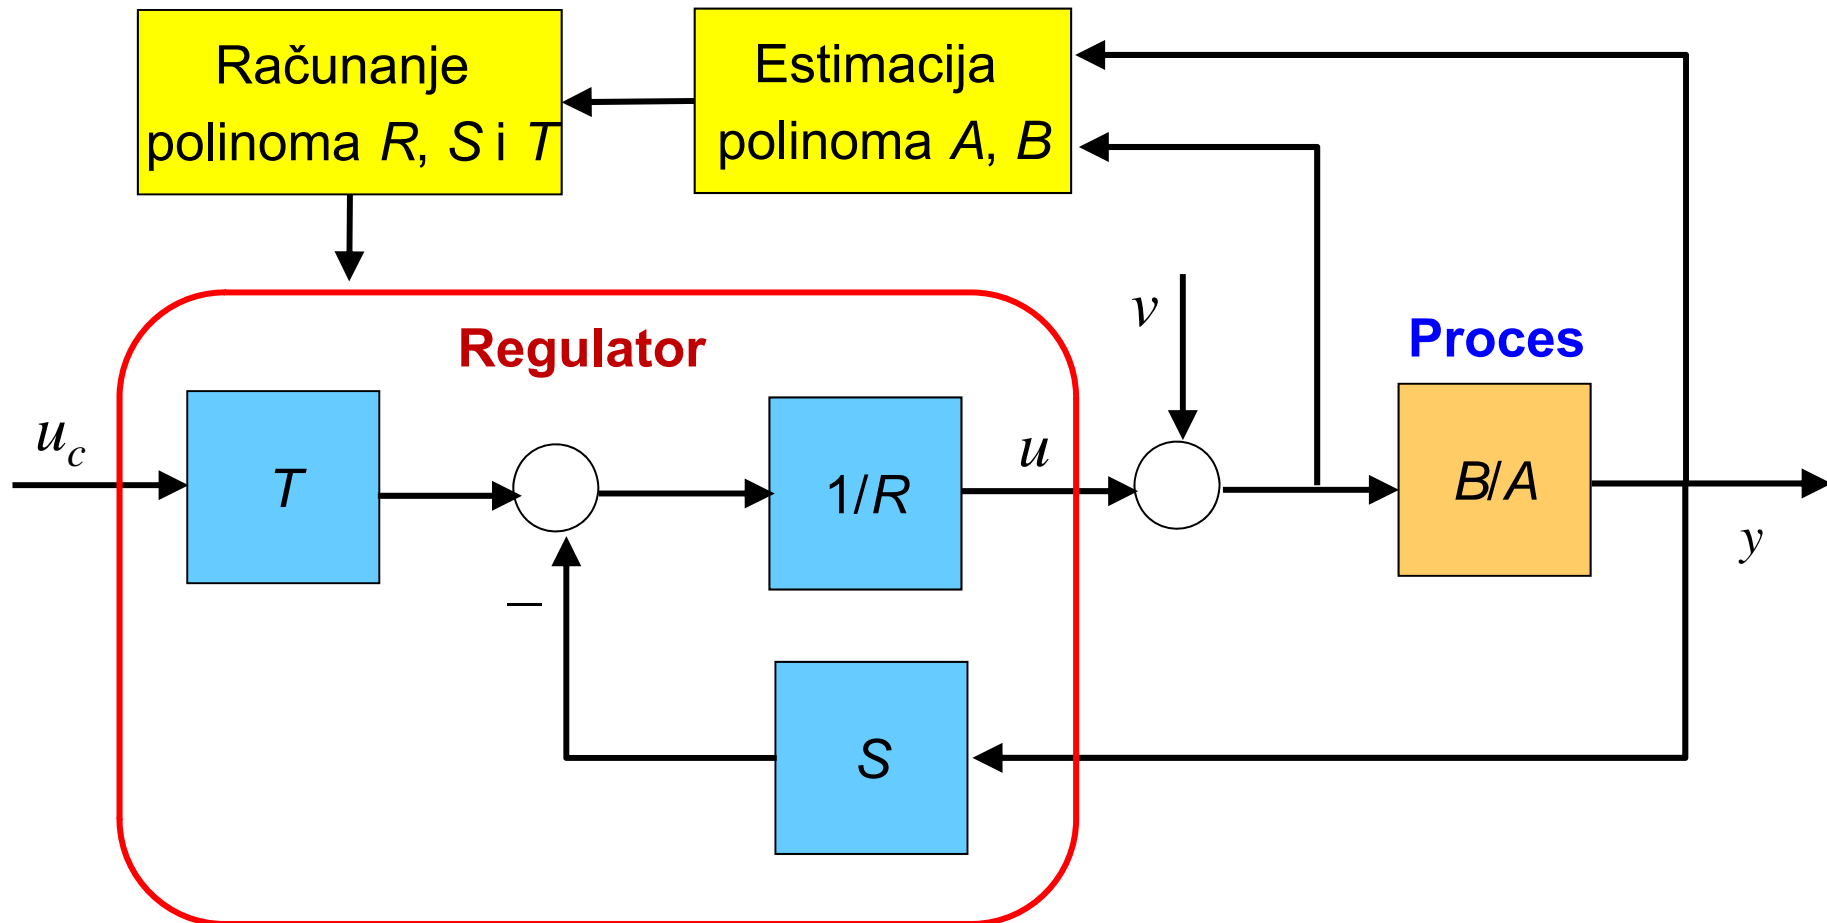 Računanje
polinoma R, S i T
Estimacija
polinoma A, B
Regulator
v
Proces
u_c
T
1/R
u
B/A
y
–
S